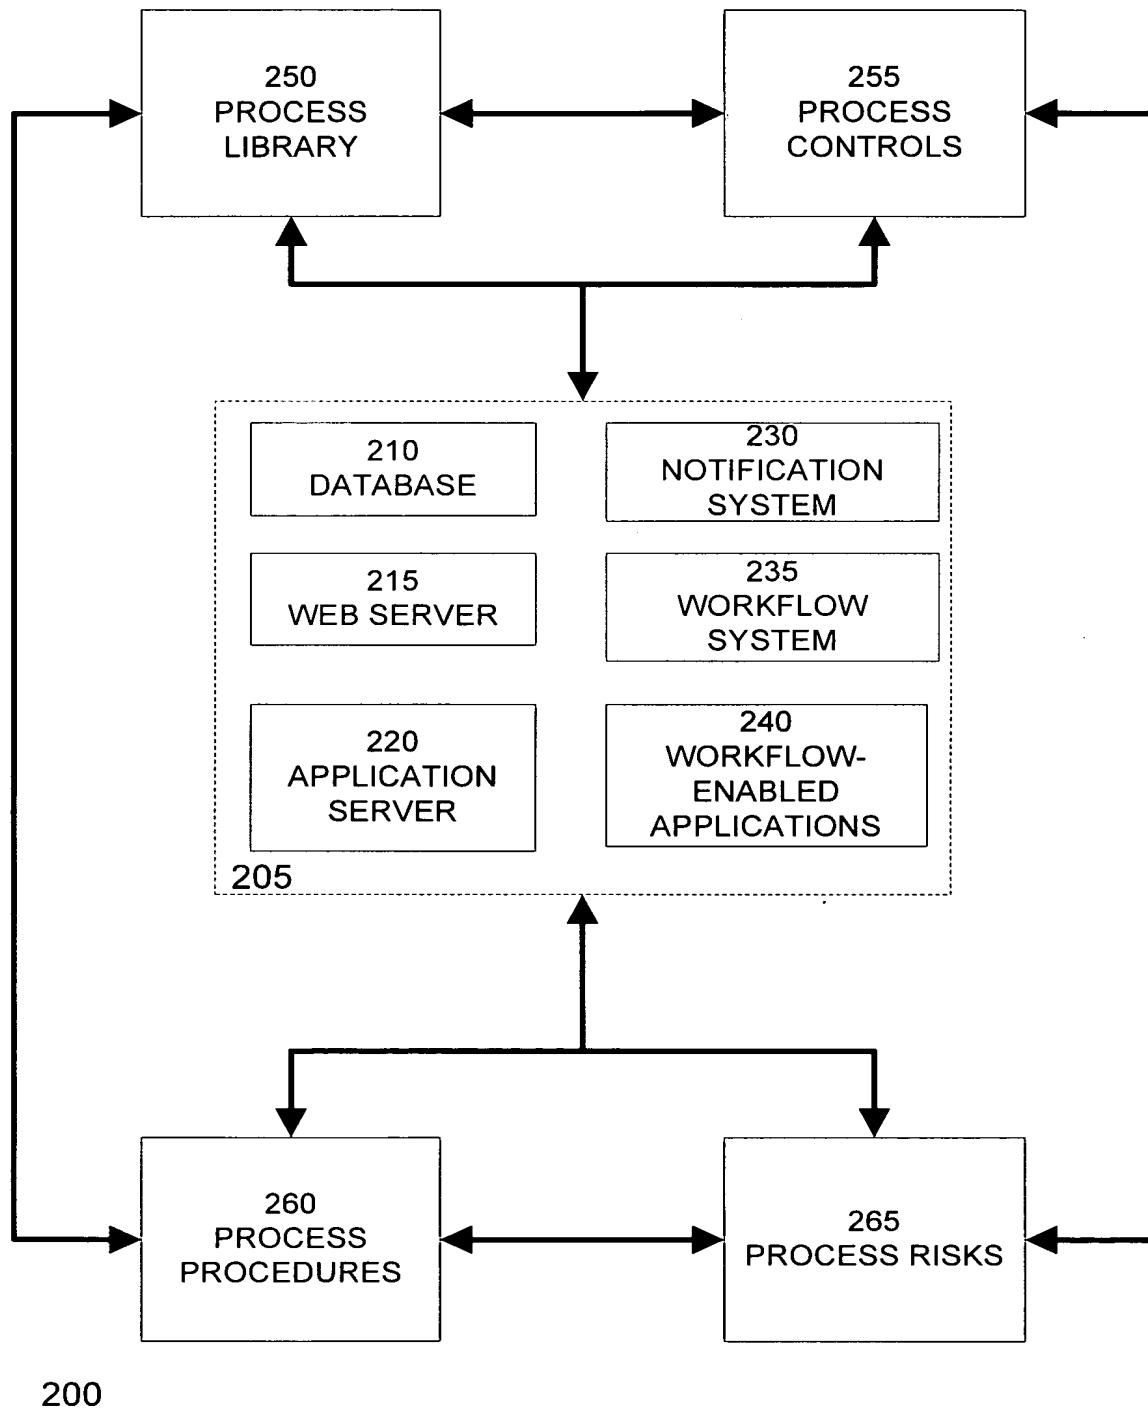 250
PROCESS
LIBRARY
255
PROCESS
CONTROLS
210
DATABASE
230
NOTIFICATION
SYSTEM
215
WEB SERVER
235
WORKFLOW
SYSTEM
220
APPLICATION
SERVER
240
WORKFLOW-
ENABLED
APPLICATIONS
205
260
PROCESS
PROCEDURES
265
PROCESS RISKS
200